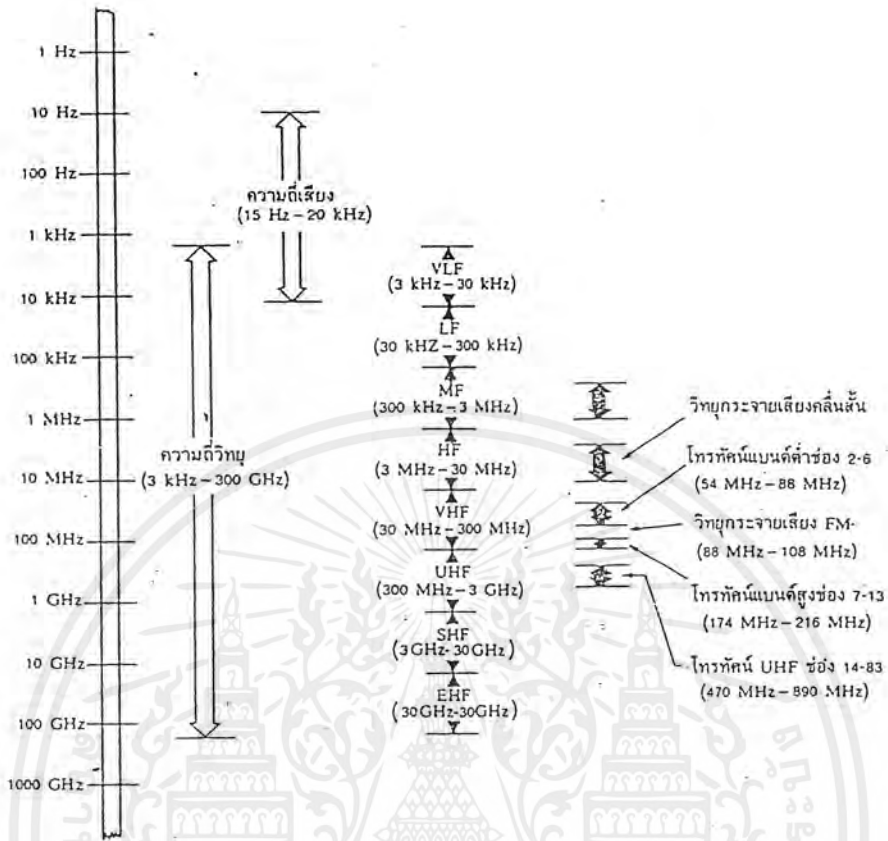 1 Hz
10 Hz
100 Hz
1 kHz
10 kHz
100 kHz
1 MHz
10 MHz
100 MHz
1 GHz
10 GHz
100 GHz
1000 GHz
ความถี่เสียง
(15 Hz – 20 kHz)
ความถี่วิทยุ
(3 kHz – 300 GHz)
VLF
(3 kHz – 30 kHz)
LF
(30 kHZ – 300 kHz)
MF
(300 kHz – 3 MHz)
HF
(3 MHz – 30 MHz)
VHF
(30 MHz – 300 MHz)
UHF
(300 MHz – 3 GHz)
SHF
(3GHz-30GHz)
EHF
(30GHz-30GHz)
วิทยุกระจายเสียงคลื่นสั้น
โทรทัศน์แบนด์ต่ำช่อง 2-6
(54 MHz – 88 MHz)
วิทยุกระจายเสียง FM-
(88 MHz – 108 MHz)
โทรทัศน์แบนด์สูงช่อง 7-13
(174 MHz – 216 MHz)
โทรทัศน์ UHF ช่อง 14-83
(470 MHz – 890 MHz)